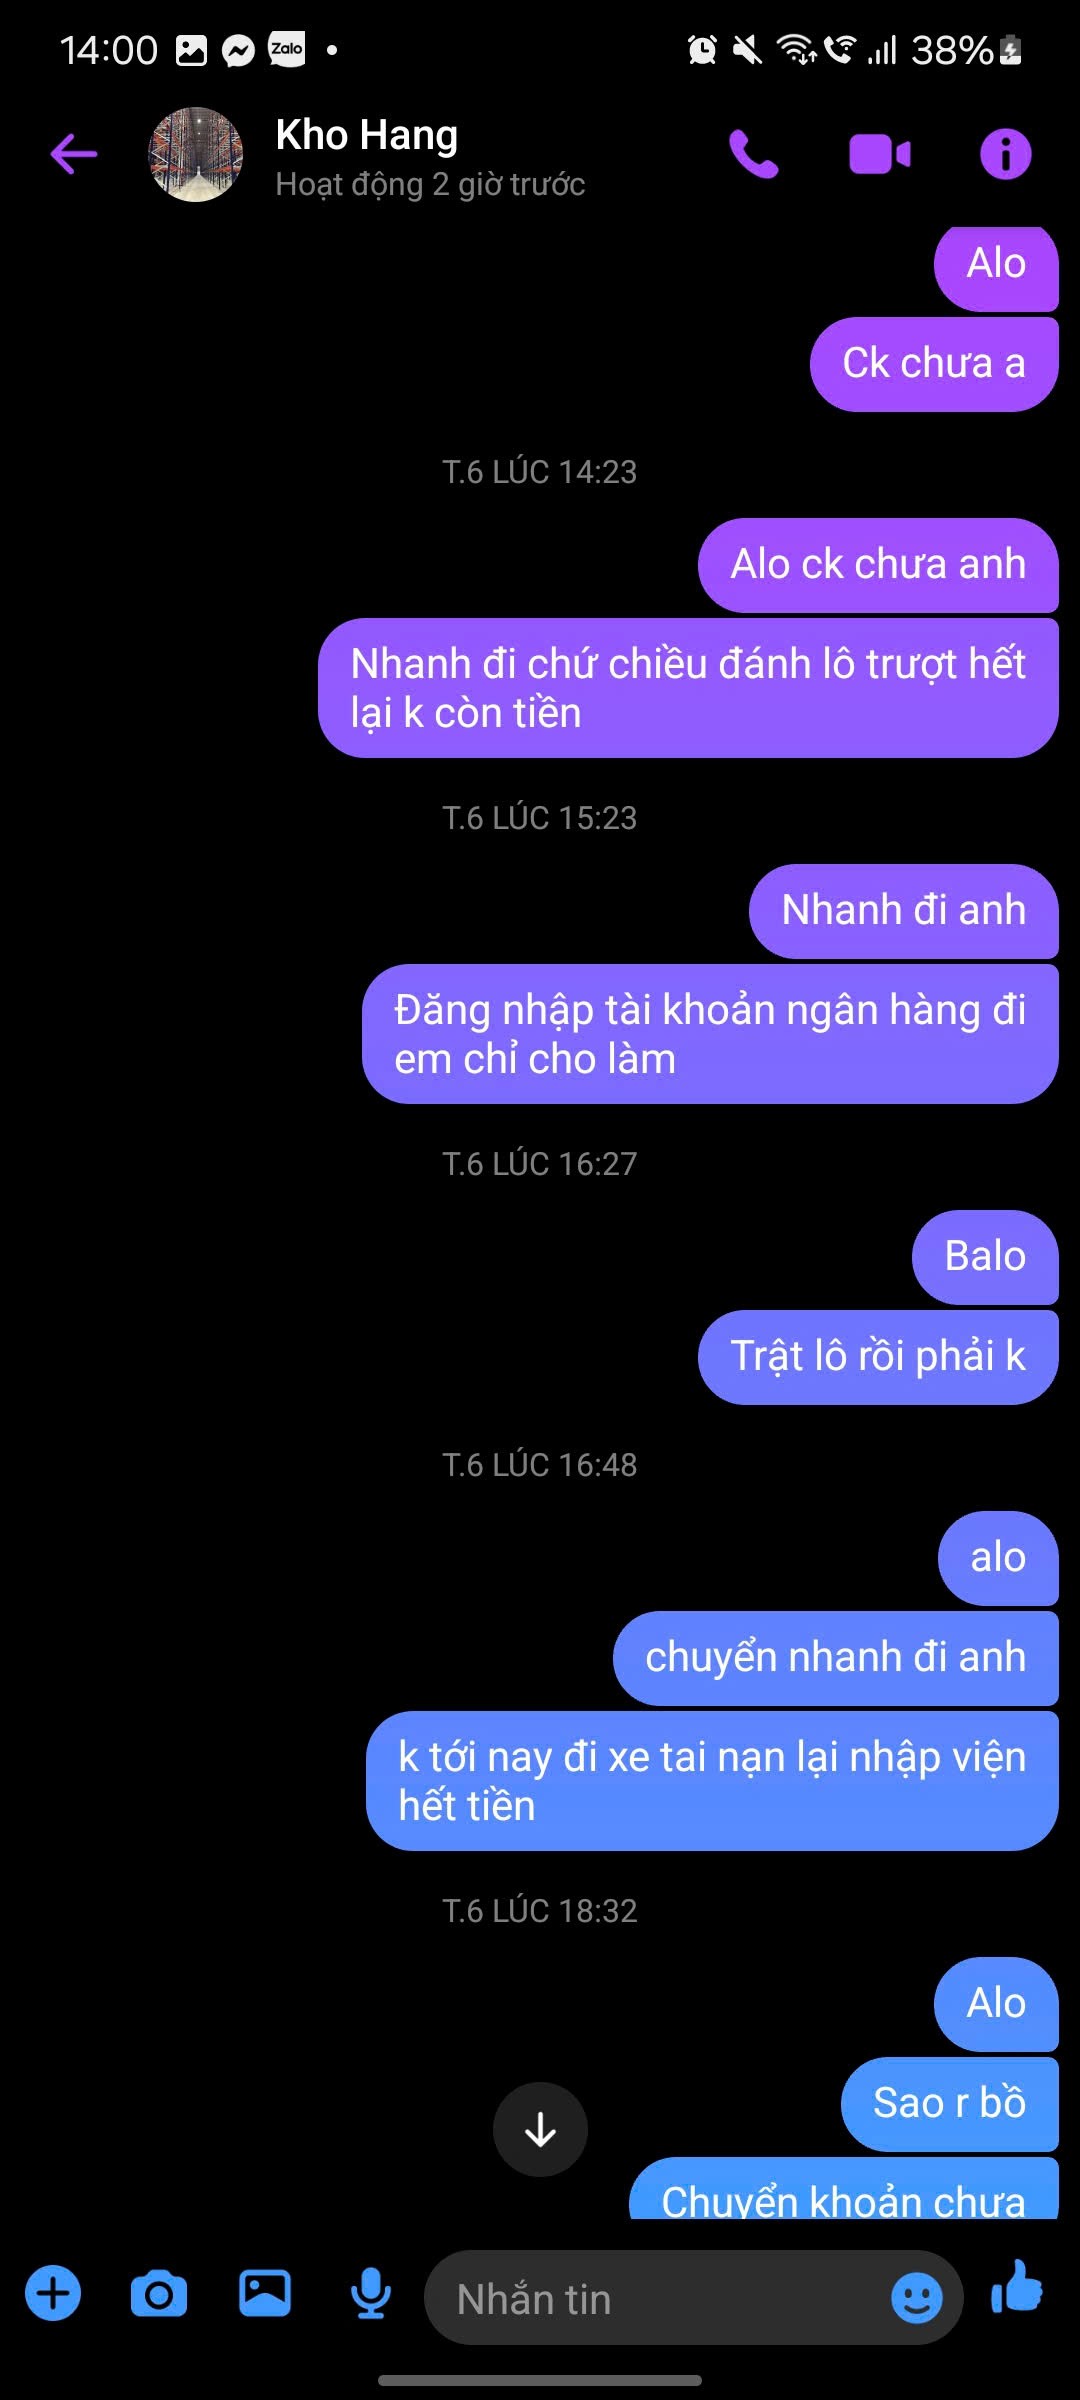 14:00
Zalo
38%
Kho Hang
Hoạt động 2 giờ trước
Alo
Ck chưa a
T.6 LÚC 14:23
Alo ck chưa anh
Nhanh đi chứ chiều đánh lô trượt hết
lại k còn tiền
T.6 LÚC 15:23
Nhanh đi anh
Đăng nhập tài khoản ngân hàng đi
em chỉ cho làm
T.6 LÚC 16:27
Balo
Trật lô rồi phải k
T.6 LÚC 16:48
alo
chuyển nhanh đi anh
k tới nay đi xe tai nạn lại nhập viện
hết tiền
T.6 LÚC 18:32
Alo
Sao r bồ
Chuyển khoản chưa
Nhắn tin